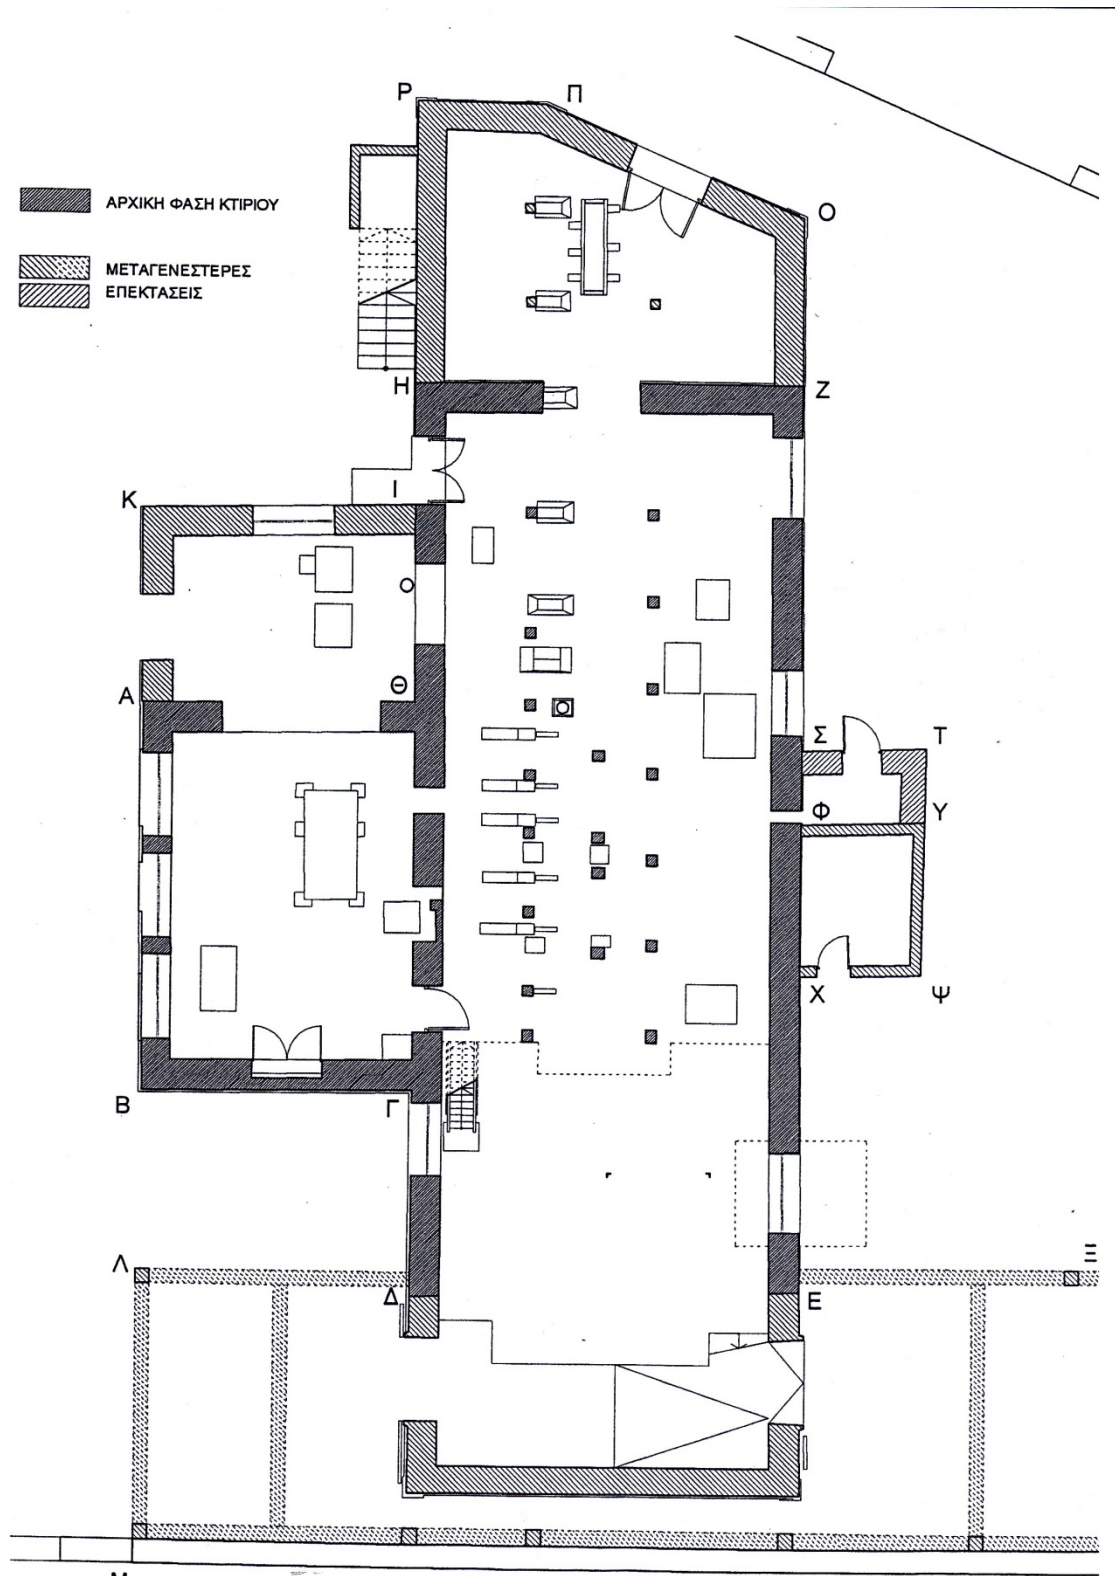 Ρ
Π
Ο
ΑΡΧΙΚΗ ΦΑΣΗ ΚΤΙΡΙΟΥ
ΜΕΤΑΓΕΝΕΣΤΕΡΕΣ
ΕΠΕΚΤΑΣΕΙΣ
Η
Ζ
Κ
Ι
Ο
Α
Θ
Σ
Τ
Φ
Υ
Χ
Ψ
Β
Γ
Λ
Ξ
Δ
Ε